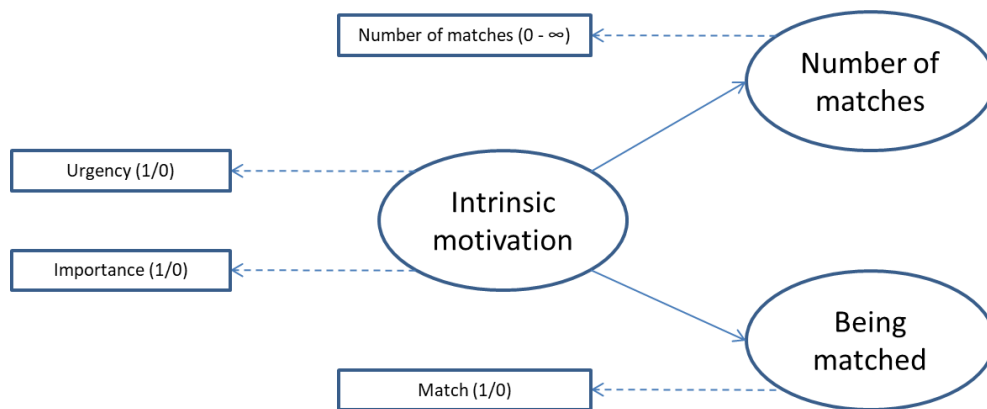 Number of matches (0 - ∞)
Number of
matches
Urgency (1/0)
Intrinsic
motivation
Importance (1/0)
Being
matched
Match (1/0)